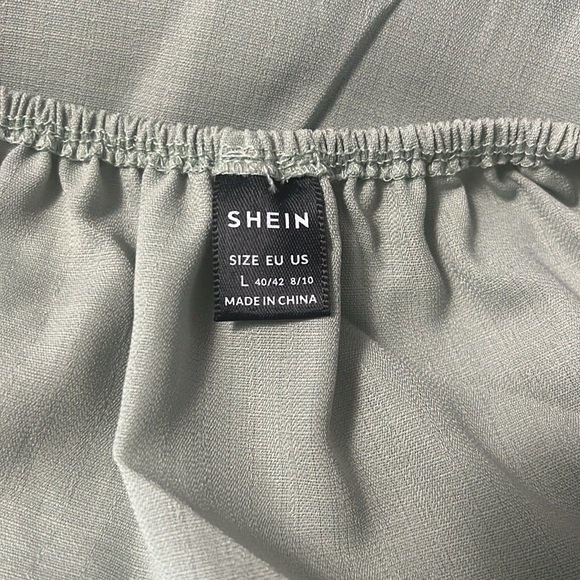 SHEIN
SIZE EU US
L 40/42 8/10
MADE IN CHINA